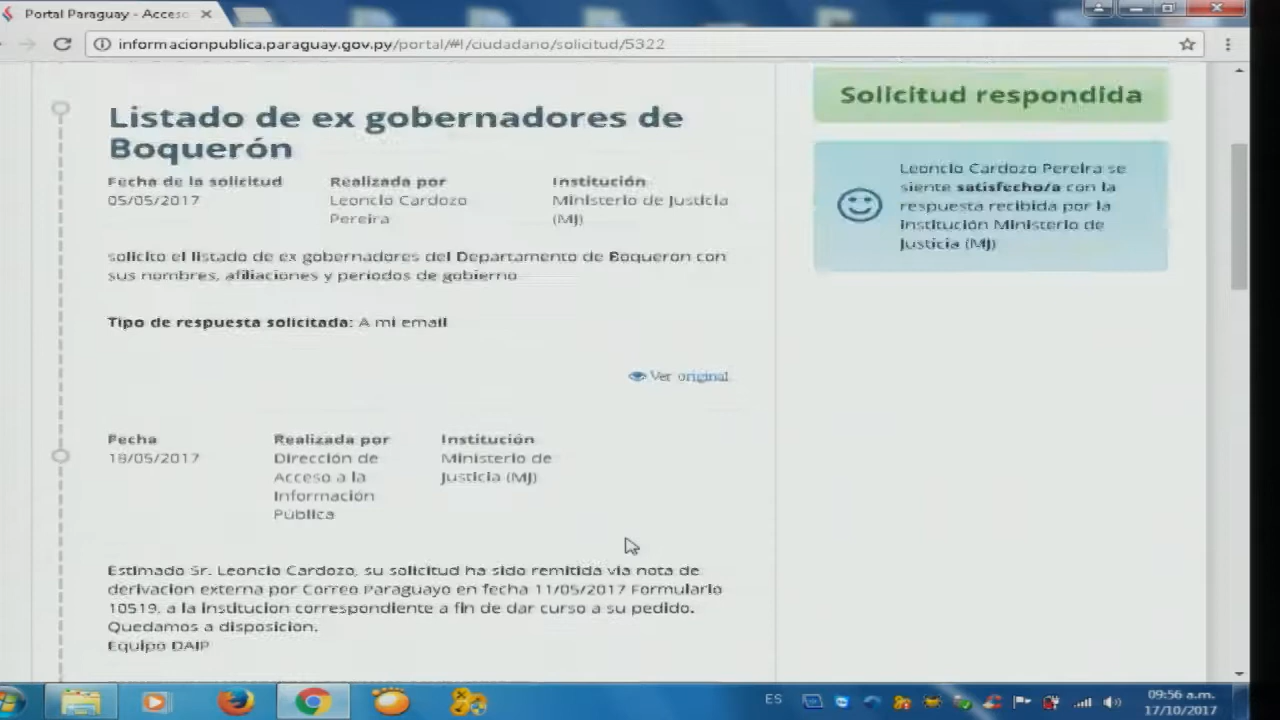 Portal Paraguay - Acceso
informacionpublica.paraguay.gov.py/portal/#!/ciudadano/solicitud/5322
Listado de ex gobernadores de
Boquerón
Fecha de la solicitud
05/05/2017
Realizada por
Leoncio Cardozo
Pereira
Institución
Ministerio de Justicia
(MJ)
solicito el listado de ex gobernadores del Departamento de Boqueron con
sus nombres, afiliaciones y periodos de gobierno
Tipo de respuesta solicitada: A mi email
Ver original
Fecha
18/05/2017
Realizada por
Dirección de
Acceso a la
Información
Pública
Institución
Ministerio de
Justicia (MJ)
Estimado Sr. Leoncio Cardozo, su solicitud ha sido remitida via nota de
derivacion externa por Correo Paraguayo en fecha 11/05/2017 Formulario
10519, a la institucion correspondiente a fin de dar curso a su pedido.
Quedamos a disposicion.
Equipo DAIP
Solicitud respondida
Leoncio Cardozo Pereira se
siente satisfecho/a con la
respuesta recibida por la
institución Ministerio de
Justicia (MJ)
ES
09:56 a.m.
17/10/2017